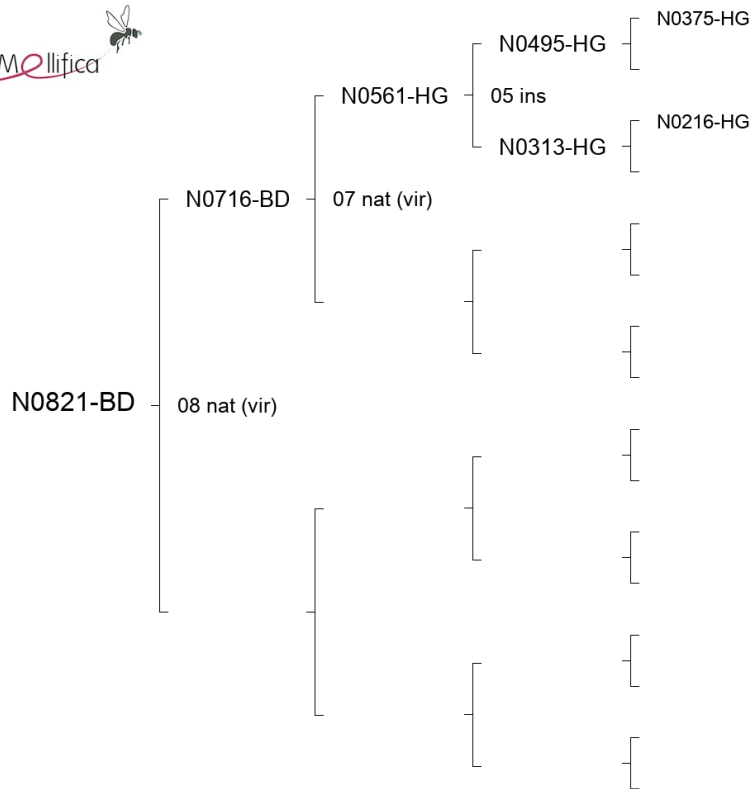 Mellifica
N0375-HG
N0495-HG
N0561-HG
05 ins
N0313-HG
N0216-HG
N0716-BD
07 nat (vir)
N0821-BD
08 nat (vir)